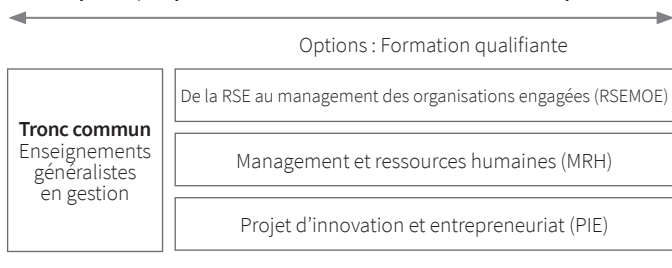 Options : Formation qualifiante
Tronc commun
Enseignements
généralistes
en gestion
De la RSE au management des organisations engagées (RSEMOE)
Management et ressources humaines (MRH)
Projet d’innovation et entrepreneuriat (PIE)